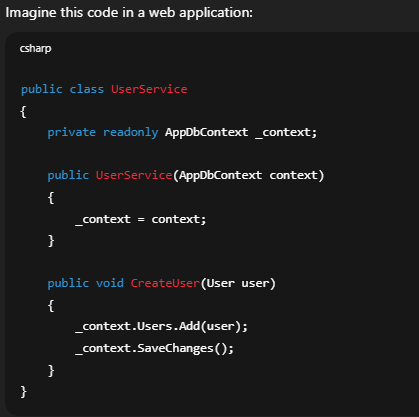 Imagine this code in a web application:
csharp
public class UserService
{
    private readonly AppDbContext _context;
    public UserService(AppDbContext context)
    {
        _context = context;
    }
    public void CreateUser(User user)
    {
        _context.Users.Add(user);
        _context.SaveChanges();
    }
}